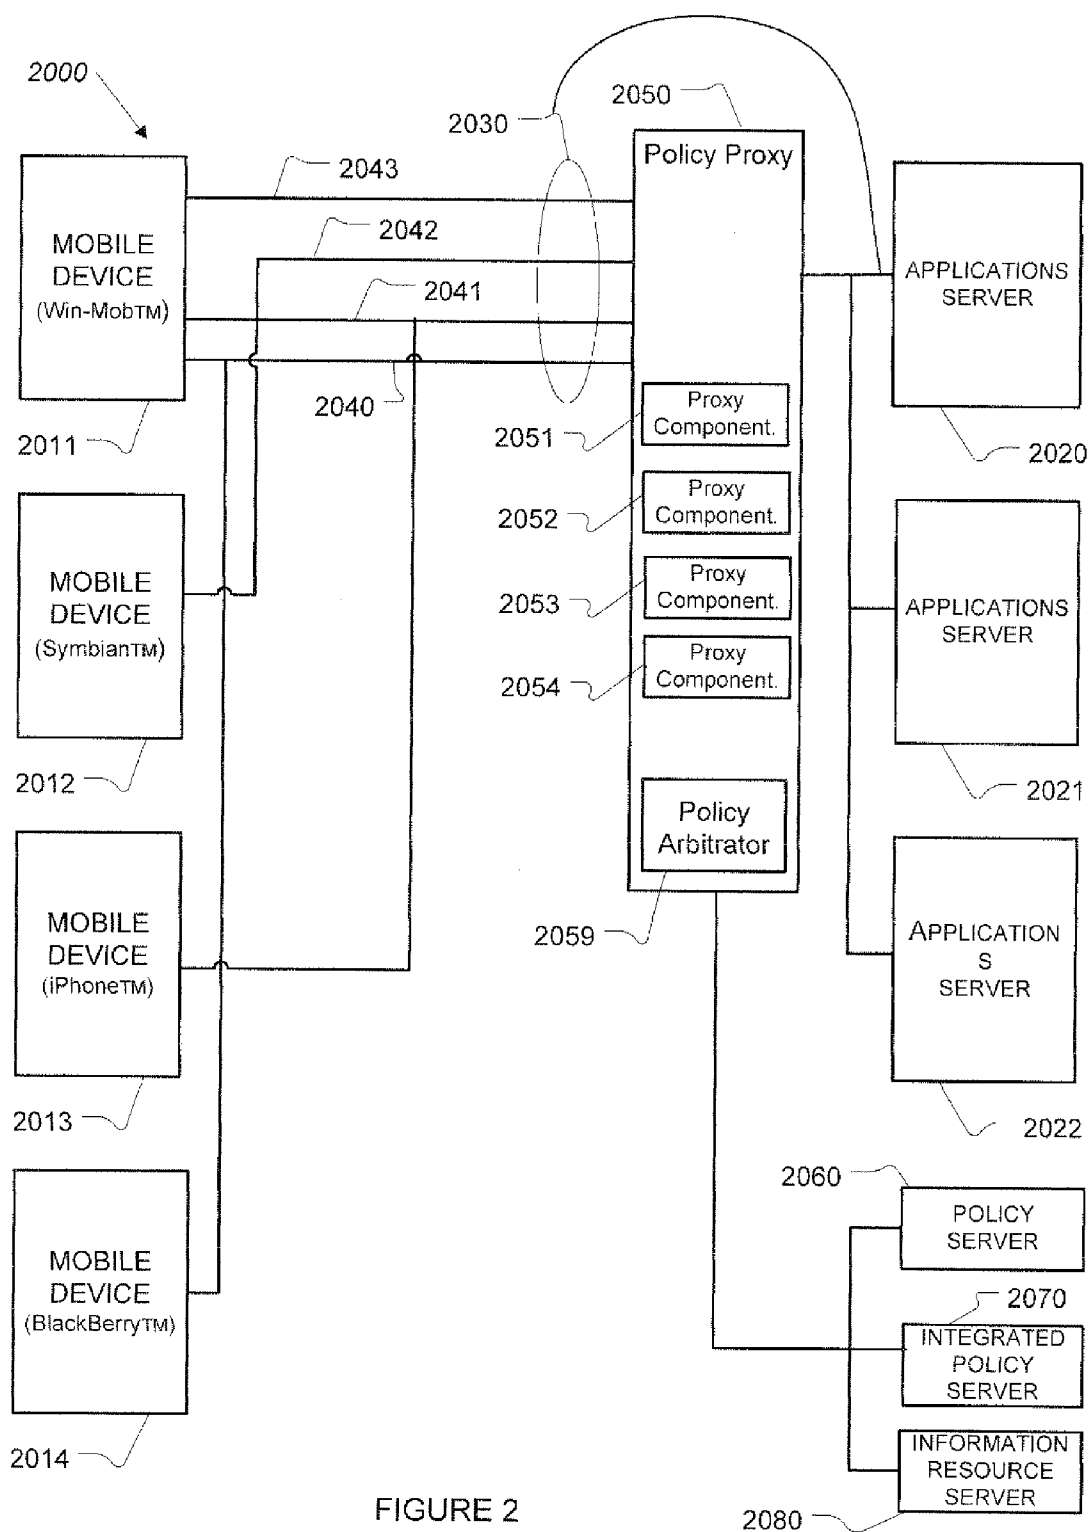 2000
2030
2050
Policy Proxy
2043
2042
2041
2040
MOBILE
DEVICE
(Win-Mob™)
2011
APPLICATIONS
SERVER
2020
Proxy
Component.
2051
Proxy
Component.
2052
Proxy
Component.
2053
Proxy
Component.
2054
MOBILE
DEVICE
(Symbian™)
2012
APPLICATIONS
SERVER
2021
Policy
Arbitrator
2059
MOBILE
DEVICE
(iPhone™)
2013
APPLICATION
S
SERVER
2022
MOBILE
DEVICE
(BlackBerry™)
2014
2060
POLICY
SERVER
2070
INTEGRATED
POLICY
SERVER
INFORMATION
RESOURCE
SERVER
2080
FIGURE 2